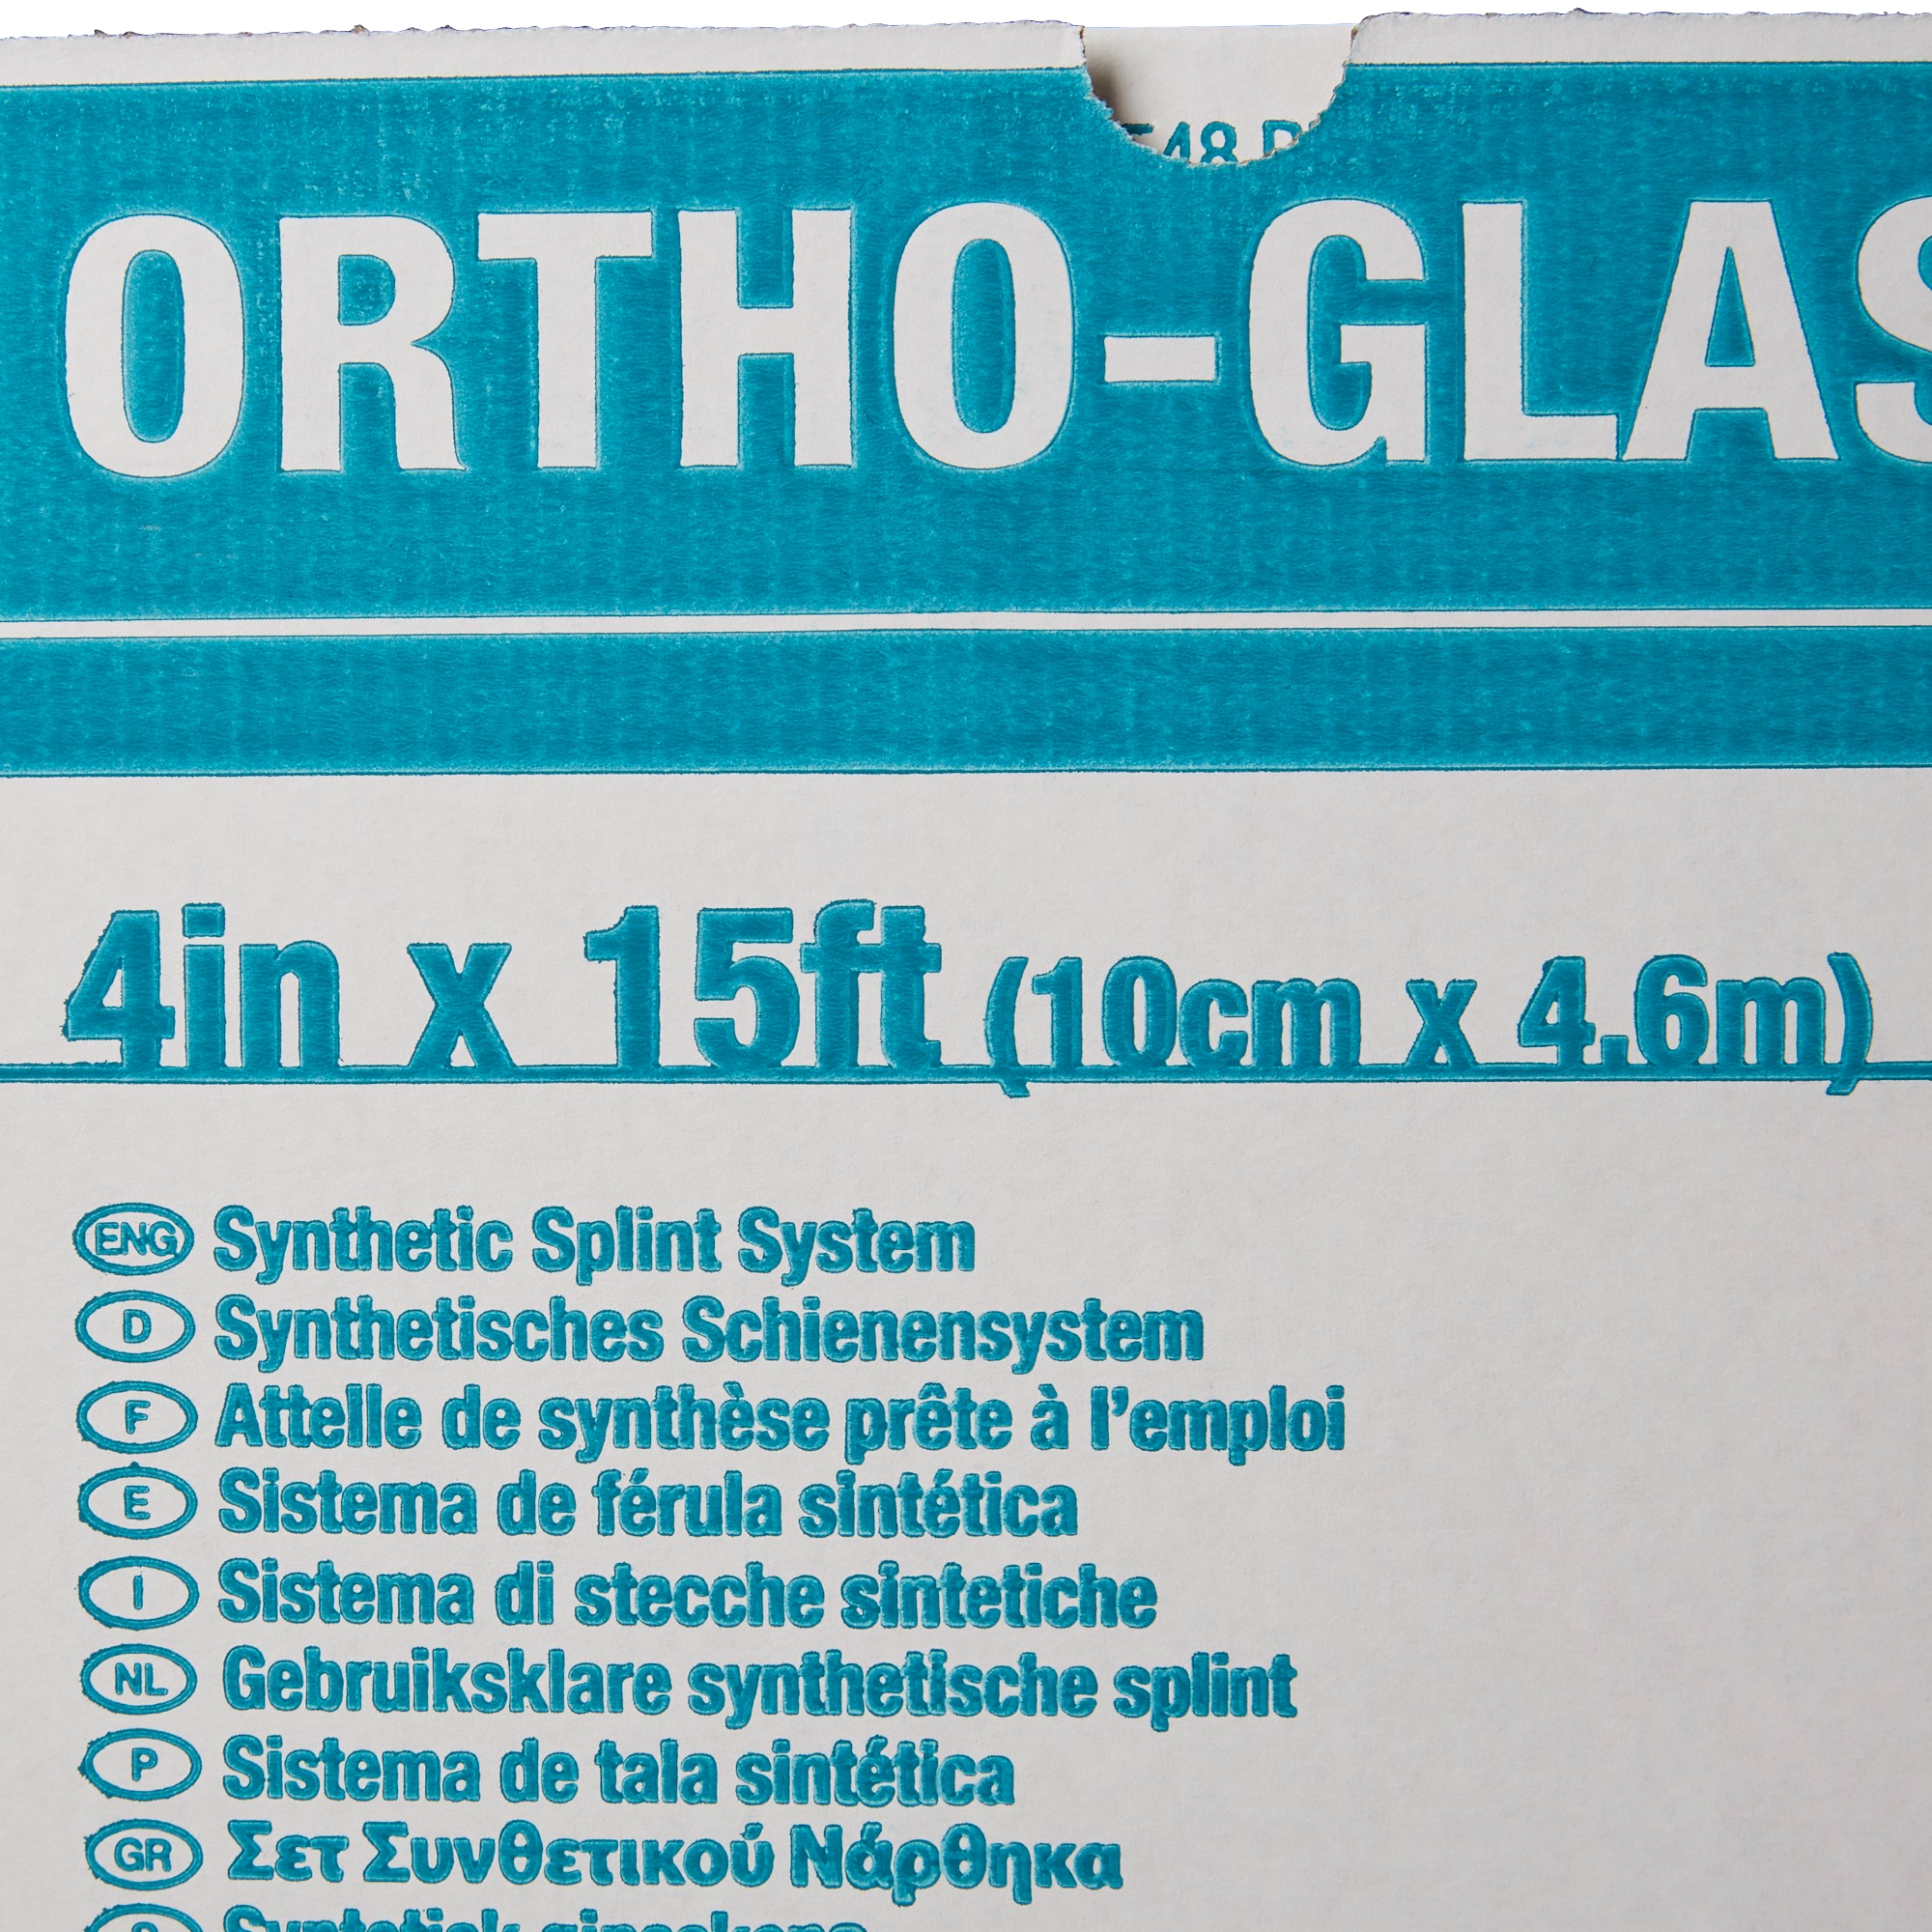 48
ORTHO-GLAS
4in x 15ft (10cm x 4.6m)
ENG Synthetic Splint System
D Synthetisches Schienensystem
F Attelle de synthèse prête à l'emploi
E Sistema de férula sintética
I Sistema di stecche sintetiche
NL Gebruiksklare synthetische splint
P Sistema de tala sintética
GR Σετ Συνθετικού Νάρθηκα